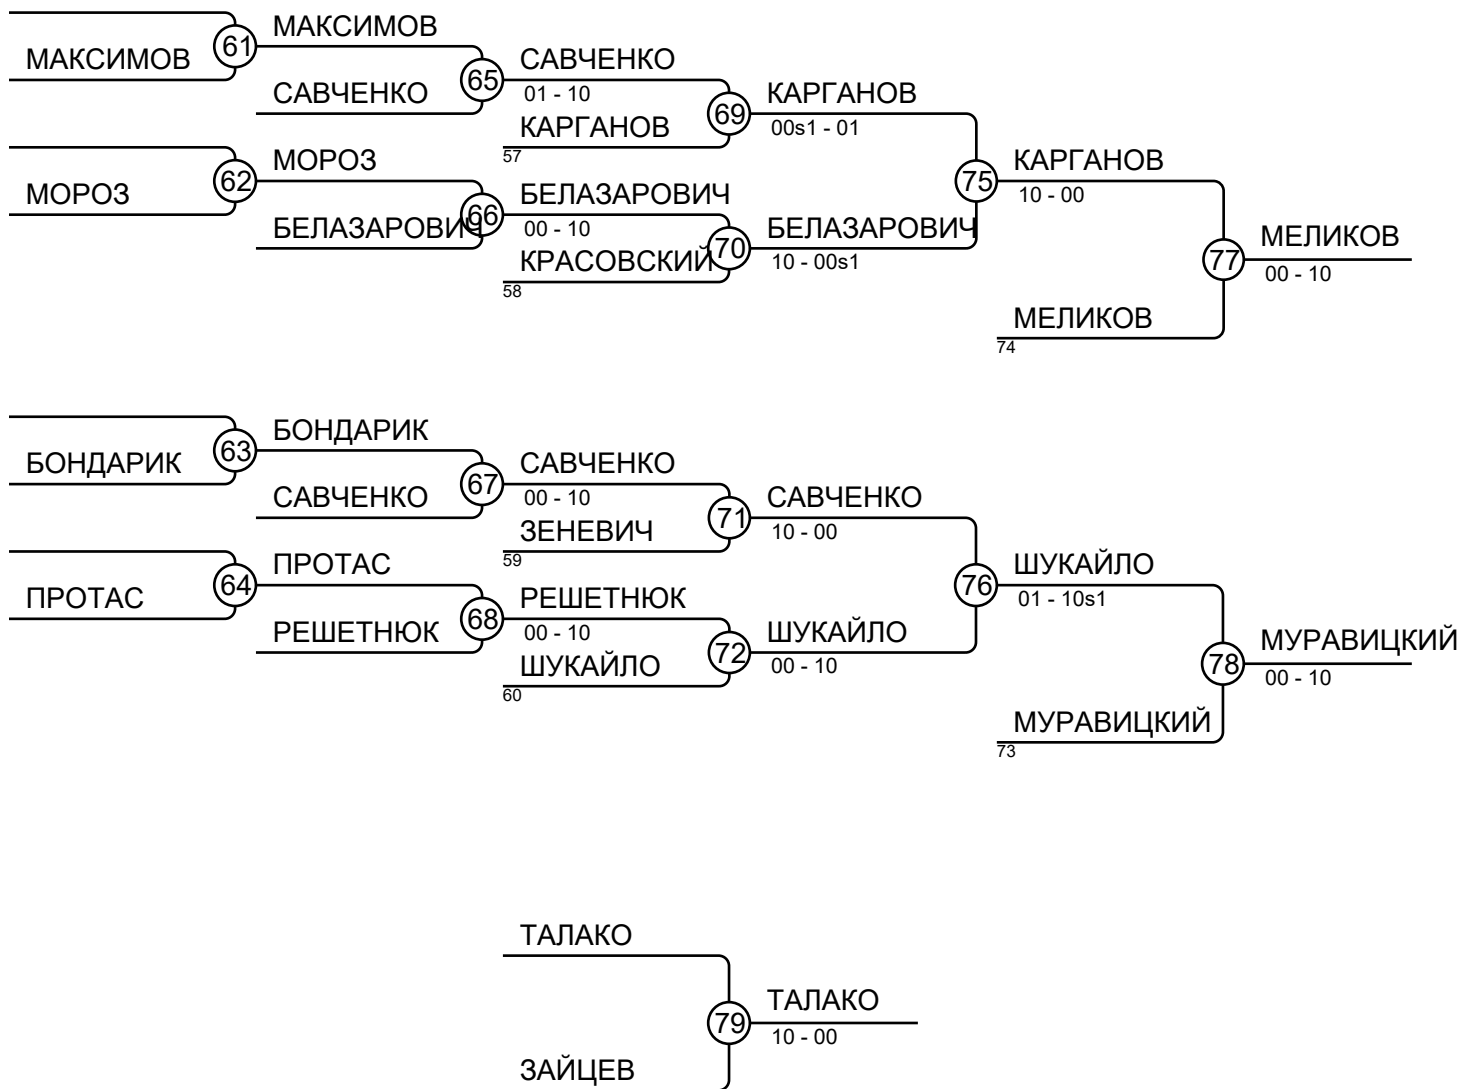 МАКСИМОВ
61
МАКСИМОВ
САВЧЕНКО
65
САВЧЕНКО
01 - 10
КАРГАНОВ
57
69
КАРГАНОВ
00s1 - 01
МОРОЗ
62
МОРОЗ
БЕЛАЗАРОВИЧ
66
БЕЛАЗАРОВИЧ
00 - 10
КРАСОВСКИЙ
58
70
БЕЛАЗАРОВИЧ
10 - 00s1
75
КАРГАНОВ
10 - 00
МЕЛИКОВ
74
77
МЕЛИКОВ
00 - 10
БОНДАРИК
63
БОНДАРИК
САВЧЕНКО
67
САВЧЕНКО
00 - 10
ЗЕНЕВИЧ
59
71
САВЧЕНКО
10 - 00
ПРОТАС
64
ПРОТАС
РЕШЕТНЮК
68
РЕШЕТНЮК
00 - 10
ШУКАЙЛО
60
72
ШУКАЙЛО
00 - 10
76
ШУКАЙЛО
01 - 10s1
МУРАВИЦКИЙ
73
78
МУРАВИЦКИЙ
00 - 10
ТАЛАКО
ЗАЙЦЕВ
79
ТАЛАКО
10 - 00